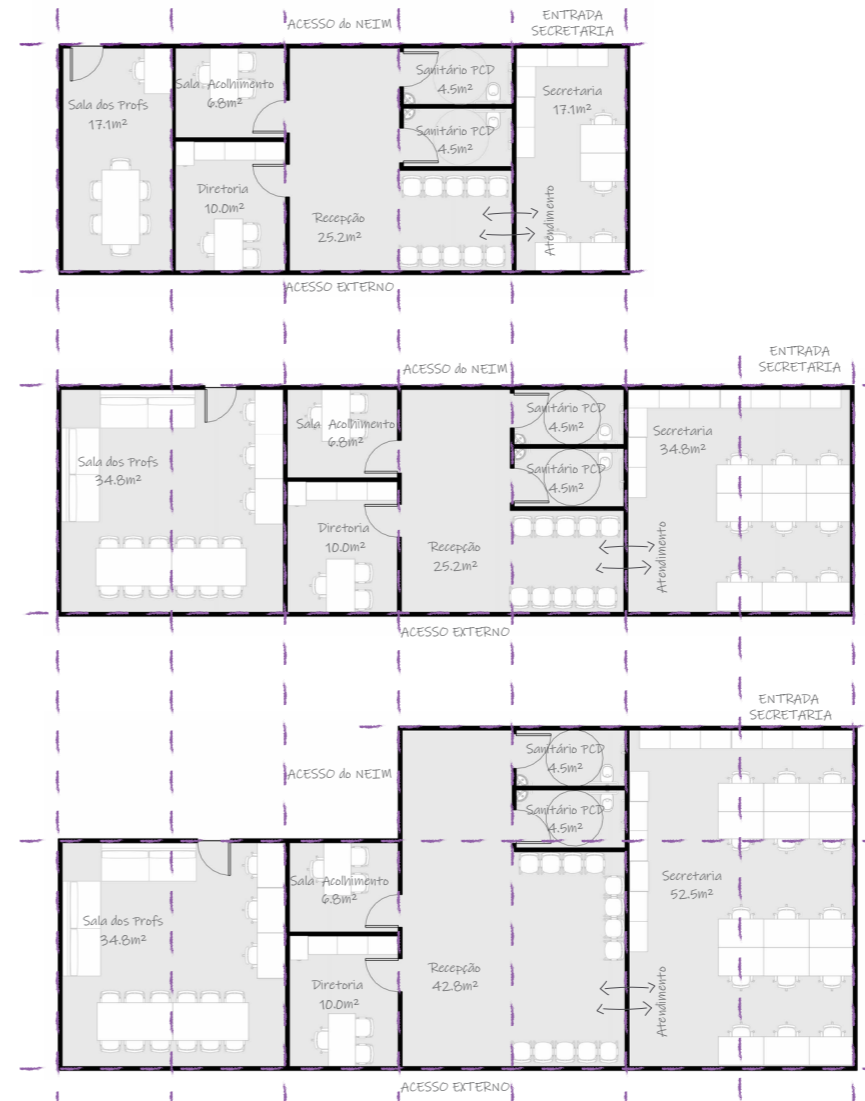 ACESSO do NEIM
ENTRADA
SECRETARIA
Sala dos Profs
17.1m²
Sala Acolhimento
6.8m²
Sanitário PCD
4.5m²
Secretaria
17.1m²
Sanitário PCD
4.5m²
Diretoria
10.0m²
Recepção
25.2m²
Atendimento
ACESSO EXTERNO
ENTRADA
SECRETARIA
ACESSO do NEIM
Sala dos Profs
34.8m²
Sala Acolhimento
6.8m²
Sanitário PCD
4.5m²
Secretaria
34.8m²
Sanitário PCD
4.5m²
Diretoria
10.0m²
Recepção
25.2m²
Atendimento
ACESSO EXTERNO
ENTRADA
SECRETARIA
ACESSO do NEIM
Sanitário PCD
4.5m²
Sanitário PCD
4.5m²
Sala dos Profs
34.8m²
Sala Acolhimento
6.8m²
Secretaria
52.5m²
Diretoria
10.0m²
Recepção
42.8m²
Atendimento
ACESSO EXTERNO